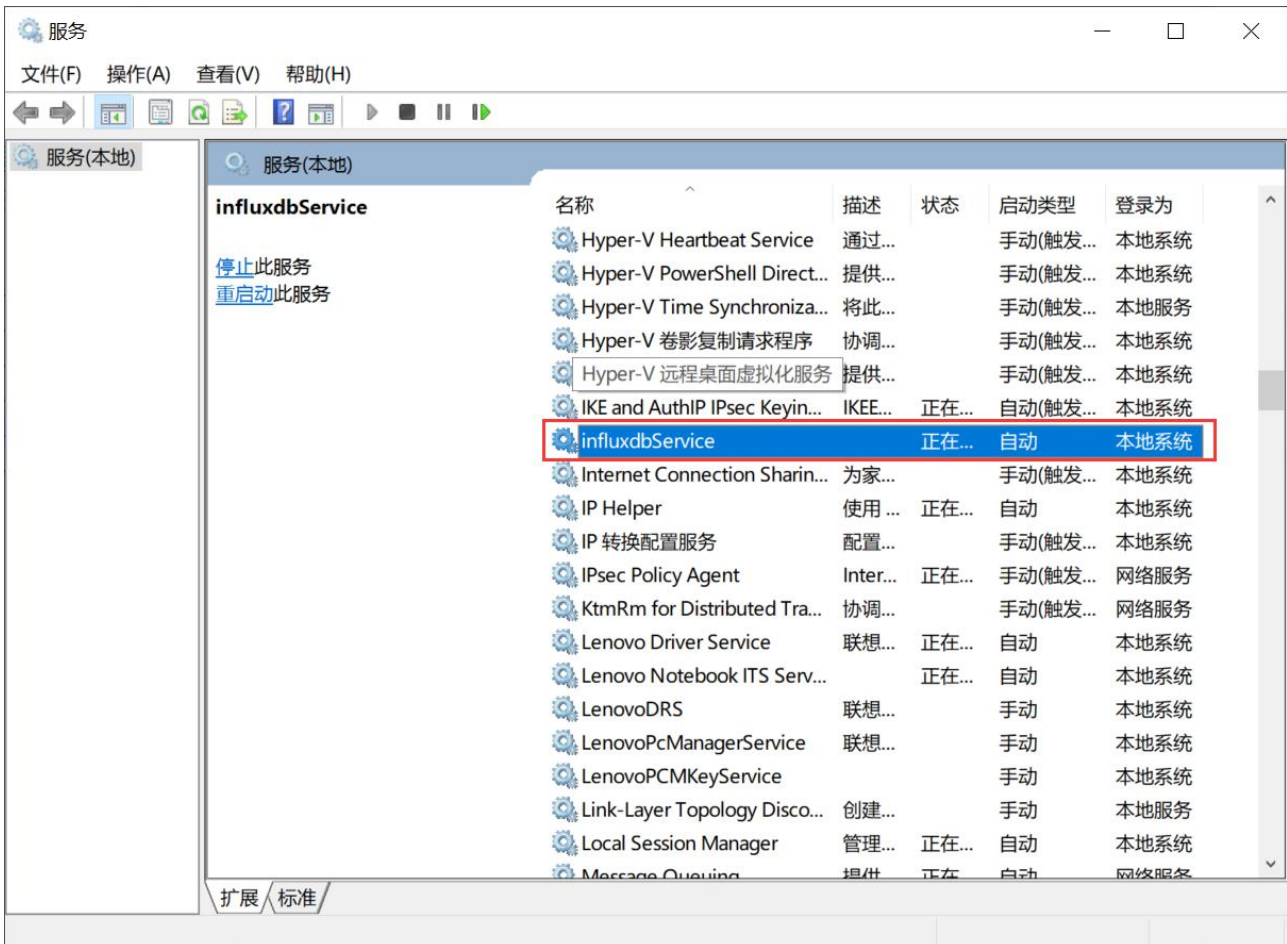 服务
文件(F) 操作(A) 查看(V) 帮助(H)
服务(本地)
服务(本地)
influxdbService
停止此服务
重启动此服务
名称 描述 状态 启动类型 登录为
Hyper-V Heartbeat Service 通过... 手动(触发... 本地系统
Hyper-V PowerShell Direct... 提供... 手动(触发... 本地系统
Hyper-V Time Synchroniza... 将此... 手动(触发... 本地服务
Hyper-V 卷影复制请求程序 协调... 手动(触发... 本地系统
Hyper-V 远程桌面虚拟化服务 提供... 手动(触发... 本地系统
IKE and AuthIP IPsec Keyin... IKEE... 正在... 自动(触发... 本地系统
influxdbService 正在... 自动 本地系统
Internet Connection Sharin... 为家... 手动(触发... 本地系统
IP Helper 使用 ... 正在... 自动 本地系统
IP 转换配置服务 配置... 手动(触发... 本地系统
IPsec Policy Agent Inter... 正在... 手动(触发... 网络服务
KtmRm for Distributed Tra... 协调... 手动(触发... 网络服务
Lenovo Driver Service 联想... 正在... 自动 本地系统
Lenovo Notebook ITS Serv... 正在... 自动 本地系统
LenovoDRS 联想... 手动 本地系统
LenovoPcManagerService 联想... 手动 本地系统
LenovoPCMKeyService 手动 本地系统
Link-Layer Topology Disco... 创建... 手动 本地服务
Local Session Manager 管理... 正在... 自动 本地系统
Message Queuing 提供... 正在... 自动 网络服务
扩展 标准